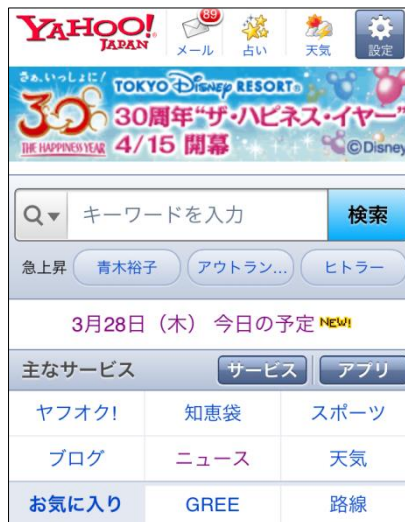 YAHOO!
JAPAN
89
メール
占い
天気
設定
さぁ、いっしょに!
TOKYO Disney RESORT®
30th
THE HAPPINESS YEAR
30周年“ザ・ハピネス・イヤー”
4/15 開幕
©Disney
キーワードを入力
検索
急上昇
青木裕子
アウトラン...
ヒトラー
3月28日（木） 今日の予定 NEW!
主なサービス
サービス
アプリ
ヤフオク!
知恵袋
スポーツ
ブログ
ニュース
天気
お気に入り
GREE
路線